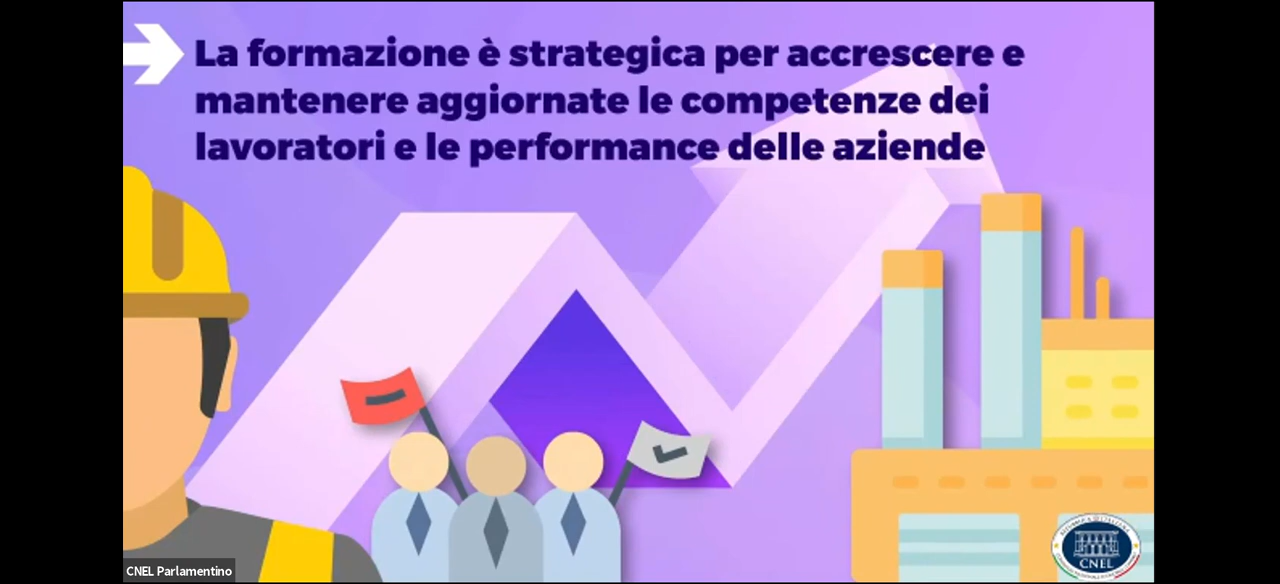 La formazione è strategica per accrescere e
mantenere aggiornate le competenze dei
lavoratori e le performance delle aziende
CNEL
CNEL Parlamentino